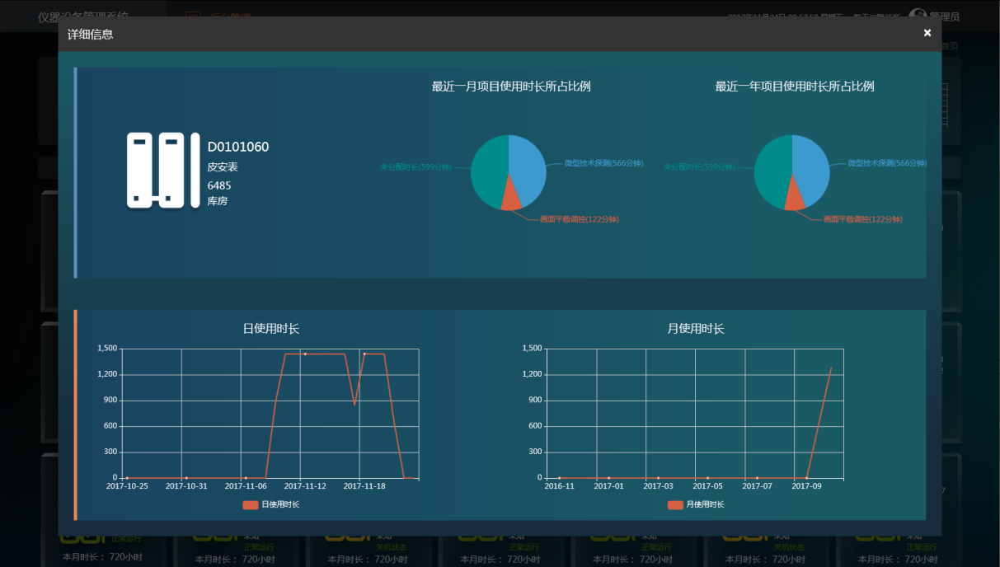 仪器设备管理系统
后台管理
管理员
详细信息
×
首页
最近一月项目使用时长所占比例
最近一年项目使用时长所占比例
D0101060
皮安表
6485
库房
未分配时长(599分钟)
微型技术探测(566分钟)
画面平稳调控(122分钟)
未分配时长(599分钟)
微型技术探测(566分钟)
画面平稳调控(122分钟)
日使用时长
1,500
1,200
900
600
300
0
2017-10-25 2017-10-31 2017-11-06 2017-11-12 2017-11-18
日使用时长
月使用时长
1,500
1,200
900
600
300
0
2016-11 2017-01 2017-03 2017-05 2017-07 2017-09
月使用时长
正常运行 正常运行 关机状态 正常运行 正常运行 关机状态 正常运行
本月时长： 720小时 本月时长： 720小时 本月时长： 720小时 本月时长： 720小时 本月时长： 720小时 本月时长： 720小时 本月时长： 720小时